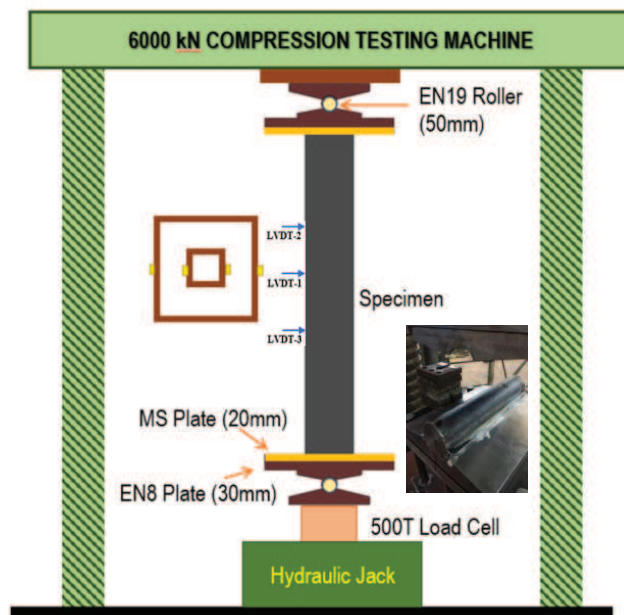 6000 kN COMPRESSION TESTING MACHINE
EN19 Roller
(50mm)
LVDT-2
LVDT-1
Specimen
LVDT-3
MS Plate (20mm)
EN8 Plate (30mm)
500T Load Cell
Hydraulic Jack